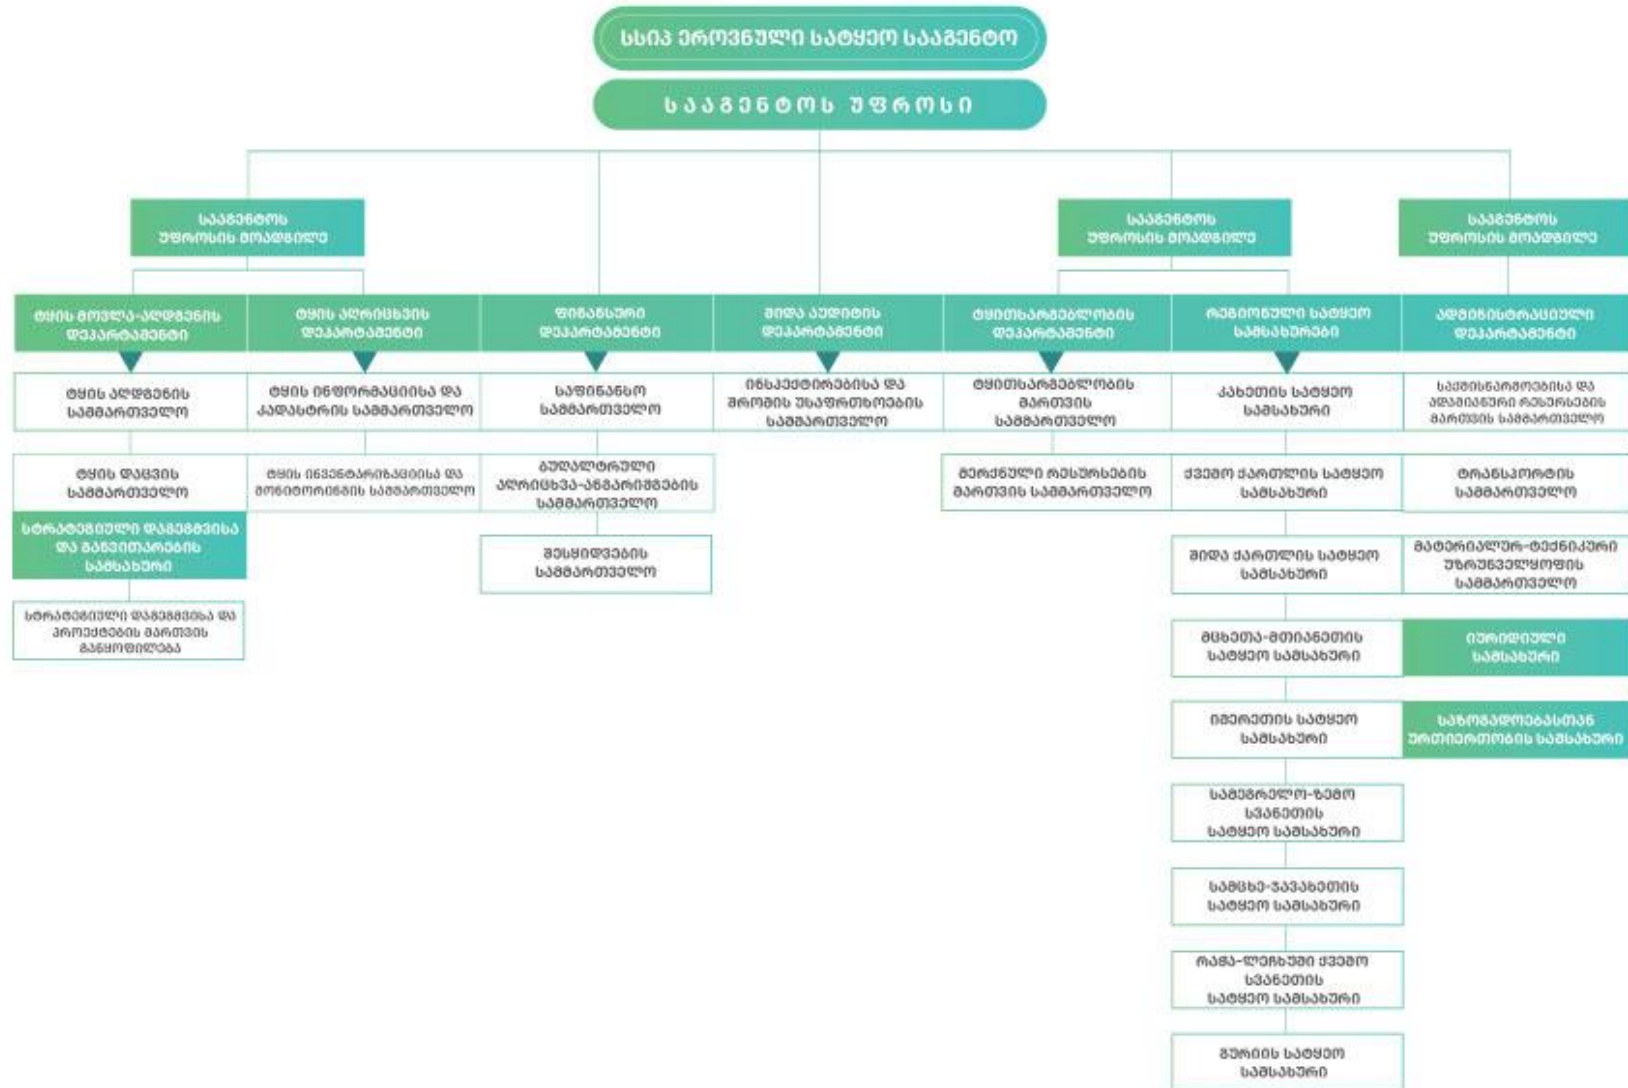 სსიპ ეროვნული სატყეო სააგენტო
სააგენტოს უფროსი
სააგენტოს
უფროსის მოადგილე
სააგენტოს
უფროსის მოადგილე
სააგენტოს
უფროსის მოადგილე
ტყის მოვლა-აღდგენის
დეპარტამენტი
ტყის აღრიცხვის
დეპარტამენტი
ფინანსური
დეპარტამენტი
შიდა აუდიტის
დეპარტამენტი
ტყითსარგებლობის
დეპარტამენტი
რეგიონული სატყეო
სამსახურები
ადმინისტრაციული
დეპარტამენტი
ტყის აღდგენის
სამმართველო
ტყის ინფორმაციისა და
კადასტრის სამმართველო
საფინანსო
სამმართველო
ინსპექტირებისა და
შრომის უსაფრთხოების
სამმართველო
ტყითსარგებლობის
მართვის
სამმართველო
კახეთის სატყეო
სამსახური
საქმისწარმოებისა და
ადამიანური რესურსების
მართვის სამმართველო
ტყის დაცვის
სამმართველო
ტყის ინვენტარიზაციისა და
მონიტორინგის სამმართველო
ბუღალტრული
აღრიცხვა-ანგარიშგების
სამმართველო
მერქნული რესურსების
მართვის სამმართველო
ქვემო ქართლის სატყეო
სამსახური
ტრანსპორტის
სამმართველო
სტრატეგიული დაგეგმვისა
და განვითარების
სამსახური
შესყიდვების
სამმართველო
შიდა ქართლის სატყეო
სამსახური
მატერიალურ-ტექნიკური
უზრუნველყოფის
სამმართველო
სტრატეგიული დაგეგმვისა და
პროექტების მართვის
განყოფილება
მცხეთა-მთიანეთის
სატყეო სამსახური
იურიდიული
სამსახური
იმერეთის სატყეო
სამსახური
საზოგადოებასთან
ურთიერთობის სამსახური
სამეგრელო-ზემო
სვანეთის
სატყეო სამსახური
სამცხე-ჯავახეთის
სატყეო სამსახური
რაჭა-ლეჩხუმი ქვემო
სვანეთის
სატყეო სამსახური
გურიის სატყეო
სამსახური